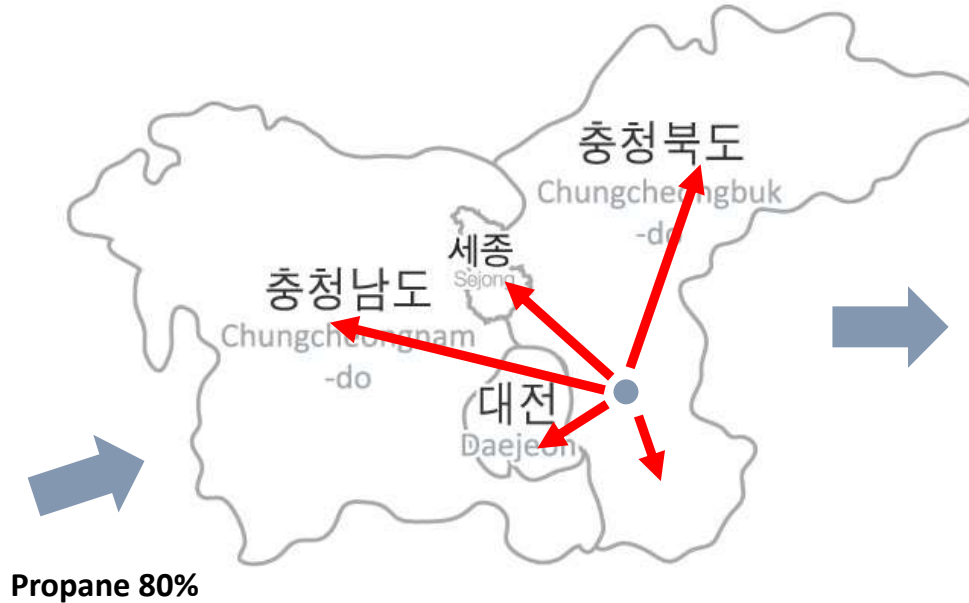 충청북도
Chungcheongbuk
-do
세종
Sejong
충청남도
Chungcheongnam
-do
대전
Daejeon
Propane 80%